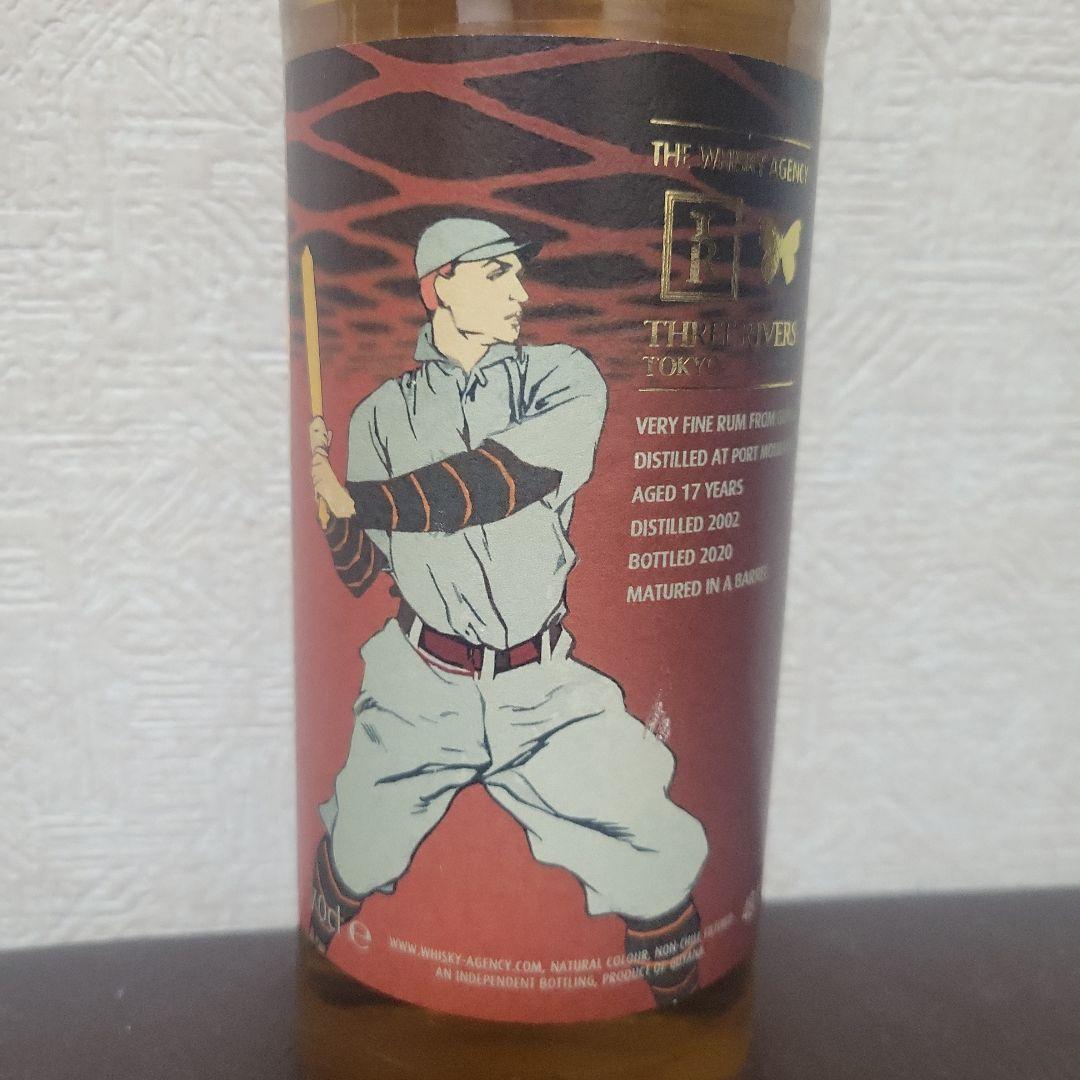 THE WHISKY AGENCY
THREE RIVERS
TOKYO
VERY FINE RUM FROM
DISTILLED AT PORT
AGED 17 YEARS
DISTILLED 2002
BOTTLED 2020
MATURED IN A BARREL
70cl e
WWW.WHISKY-AGENCY.COM, NATURAL COLOUR, NON-CHILL FILTERED
AN INDEPENDENT BOTTLING, PRODUCT OF GUYANA